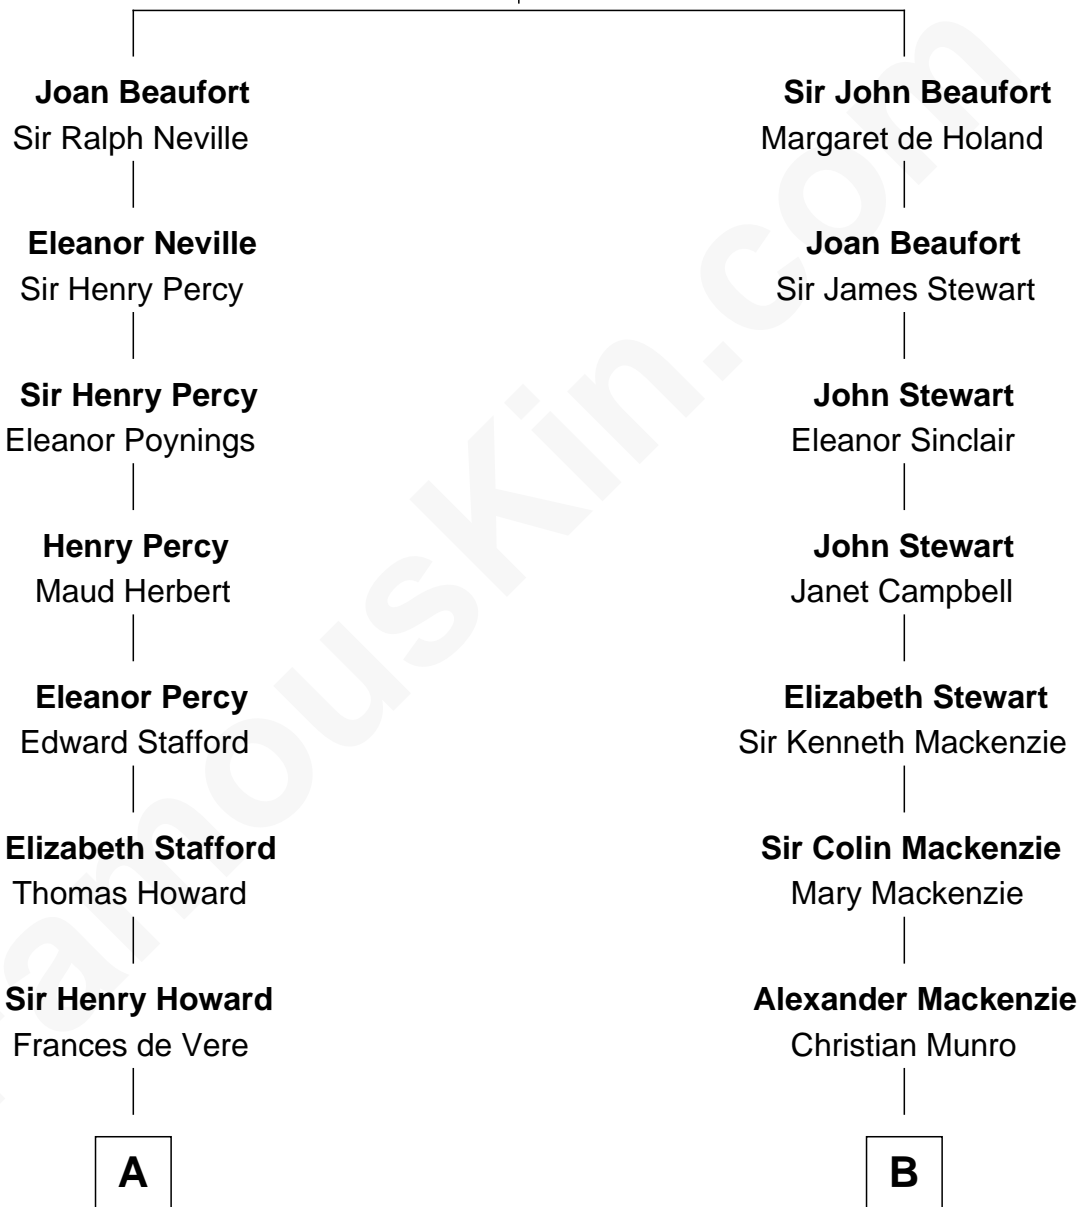 Joan Beaufort
Sir Ralph Neville
Eleanor Neville
Sir Henry Percy
Sir Henry Percy
Eleanor Poynings
Henry Percy
Maud Herbert
Eleanor Percy
Edward Stafford
Elizabeth Stafford
Thomas Howard
Sir Henry Howard
Frances de Vere
A
Sir John Beaufort
Margaret de Holand
Joan Beaufort
Sir James Stewart
John Stewart
Eleanor Sinclair
John Stewart
Janet Campbell
Elizabeth Stewart
Sir Kenneth Mackenzie
Sir Colin Mackenzie
Mary Mackenzie
Alexander Mackenzie
Christian Munro
B
FamousKin.com